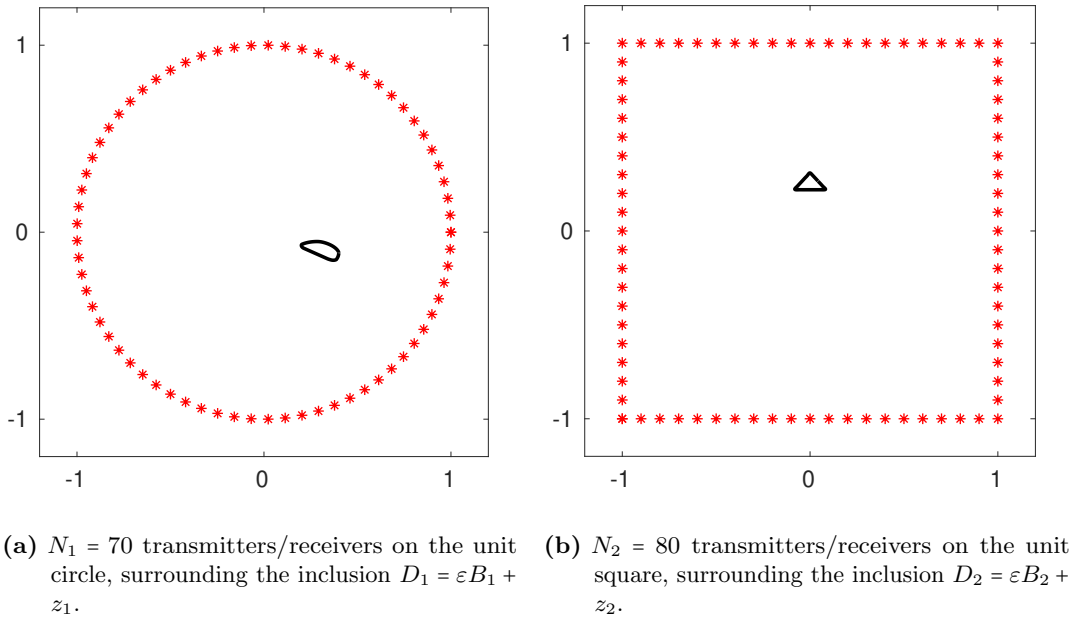 1
0
-1
-1
0
1
1
0
-1
-1
0
1
(a) N₁ = 70 transmitters/receivers on the unit
circle, surrounding the inclusion D₁ = εB₁ +
z₁.
(b) N₂ = 80 transmitters/receivers on the unit
square, surrounding the inclusion D₂ = εB₂ +
z₂.